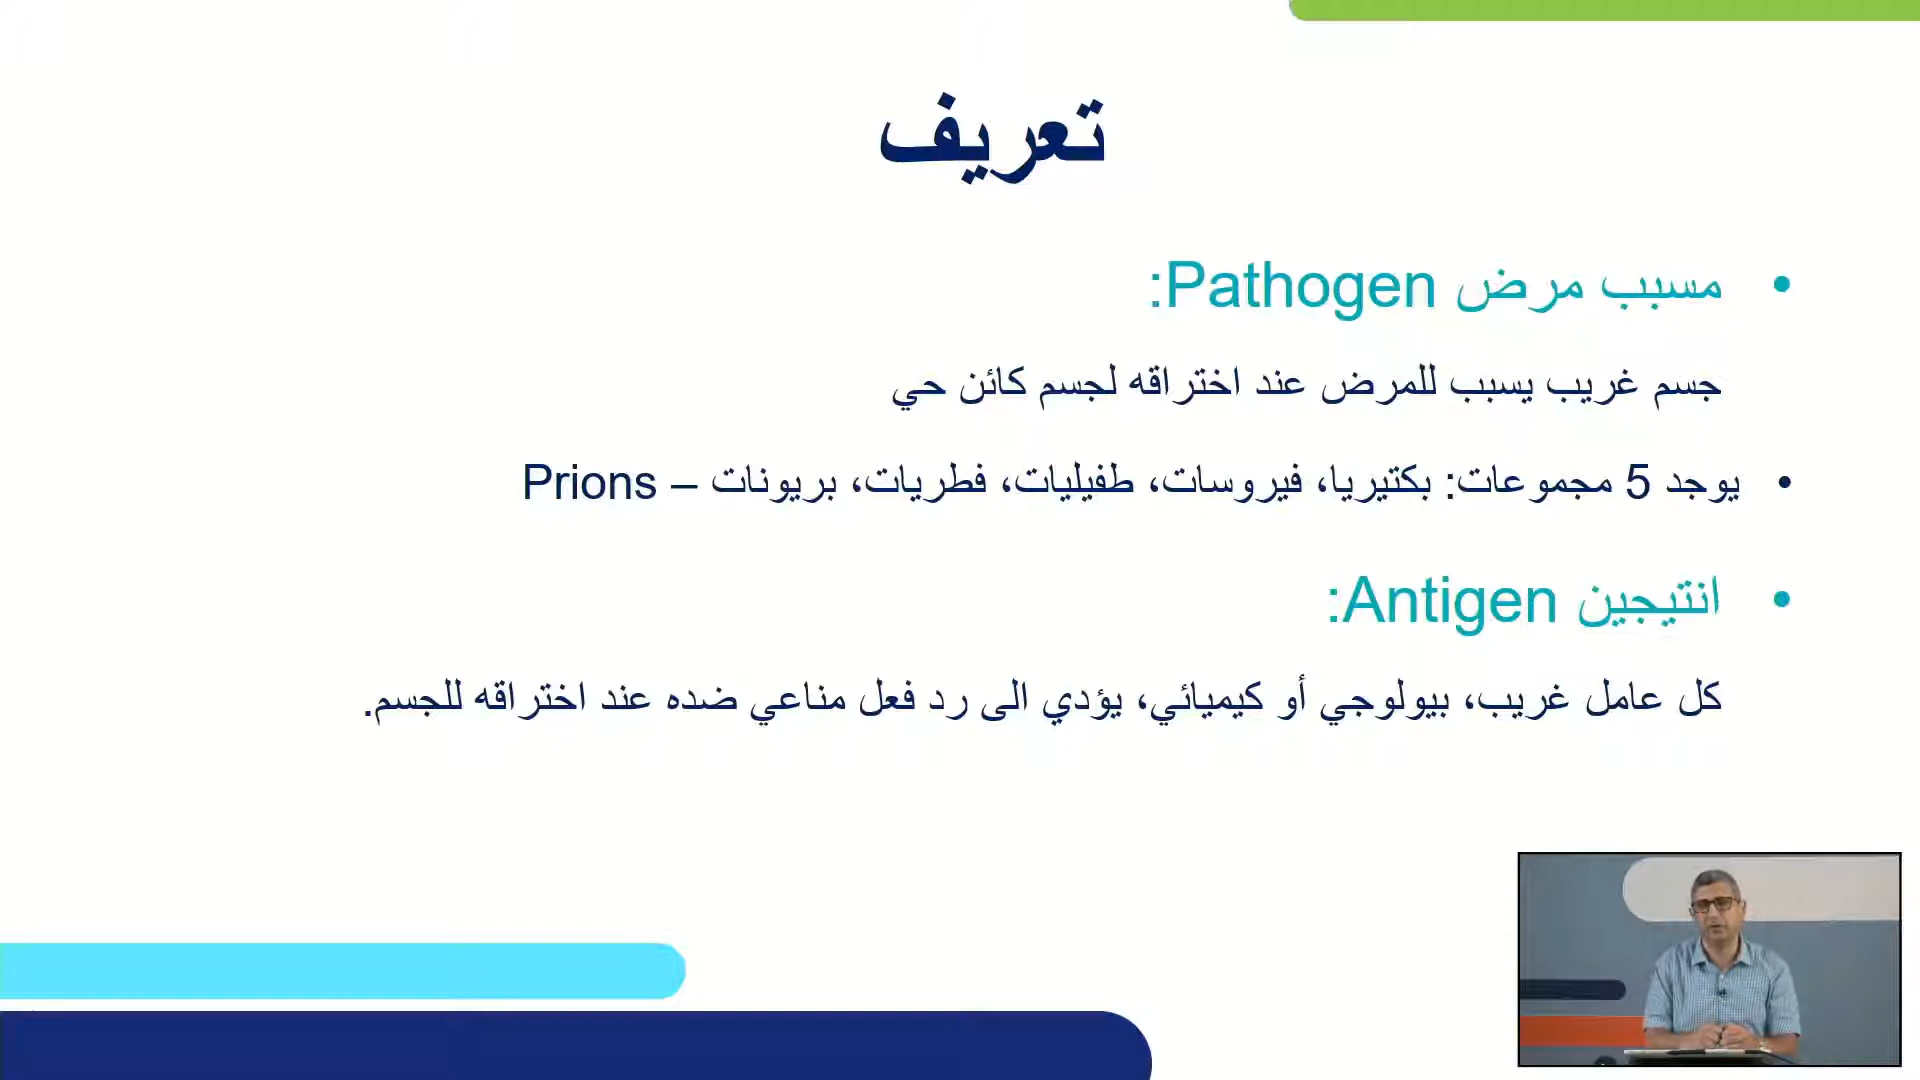 تعريف
• مسبب مرض Pathogen:
جسم غريب يسبب للمرض عند اختراقه لجسم كائن حي
• يوجد 5 مجموعات: بكتيريا، فيروسات، طفيليات، فطريات، بريونات – Prions
• انتيجين Antigen:
كل عامل غريب، بيولوجي أو كيميائي، يؤدي الى رد فعل مناعي ضده عند اختراقه للجسم.